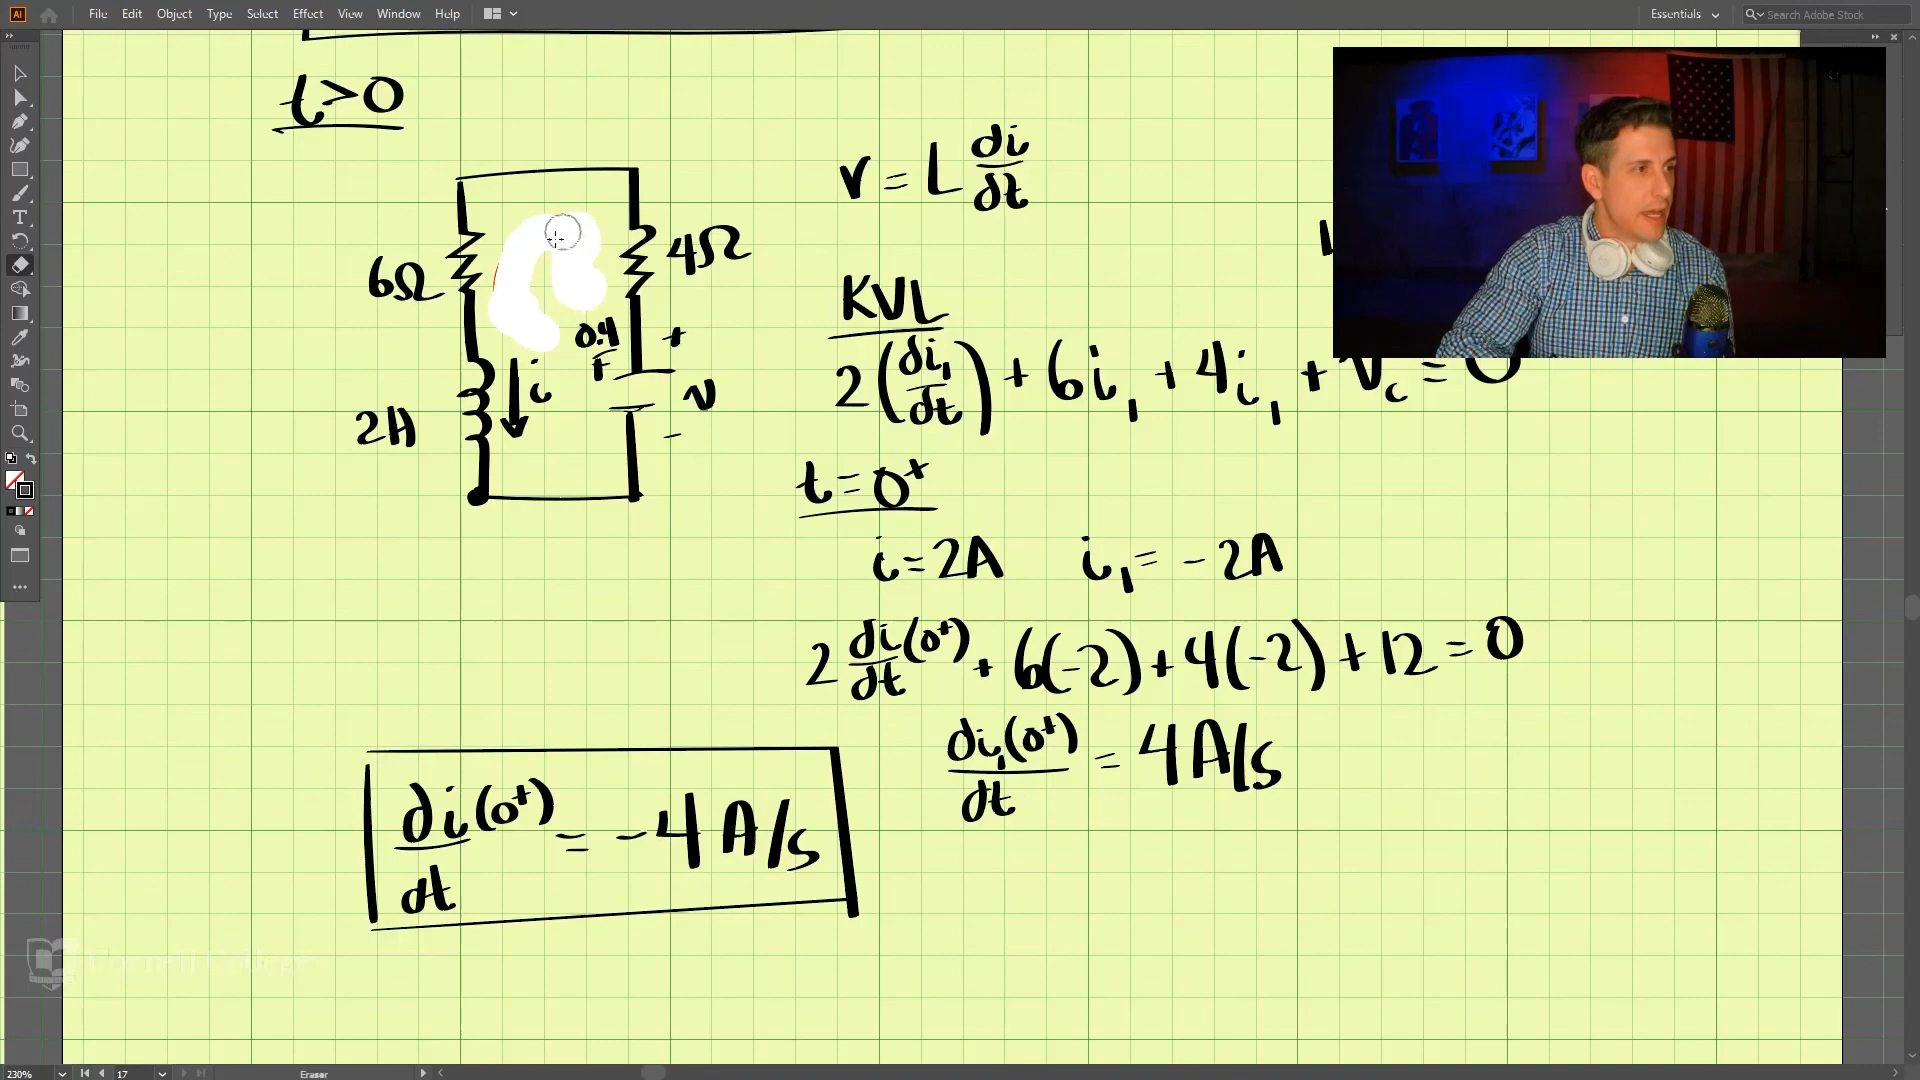 Ai File Edit Object Type Select Effect View Window Help Essentials Search Adobe Stock
t>0
v = L di/dt
6Ω
4Ω
0.4
+
+
i
v
-
2H
KVL
2(di₁/dt) + 6i₁ + 4i₁ + Vc = 0
t = 0⁺
i = 2A i₁ = -2A
2 di(0⁺)/dt + 6(-2) + 4(-2) + 12 = 0
di₁(0⁺)/dt = 4 A/s
di(0⁺)/dt = -4 A/s
230% 17 Eraser